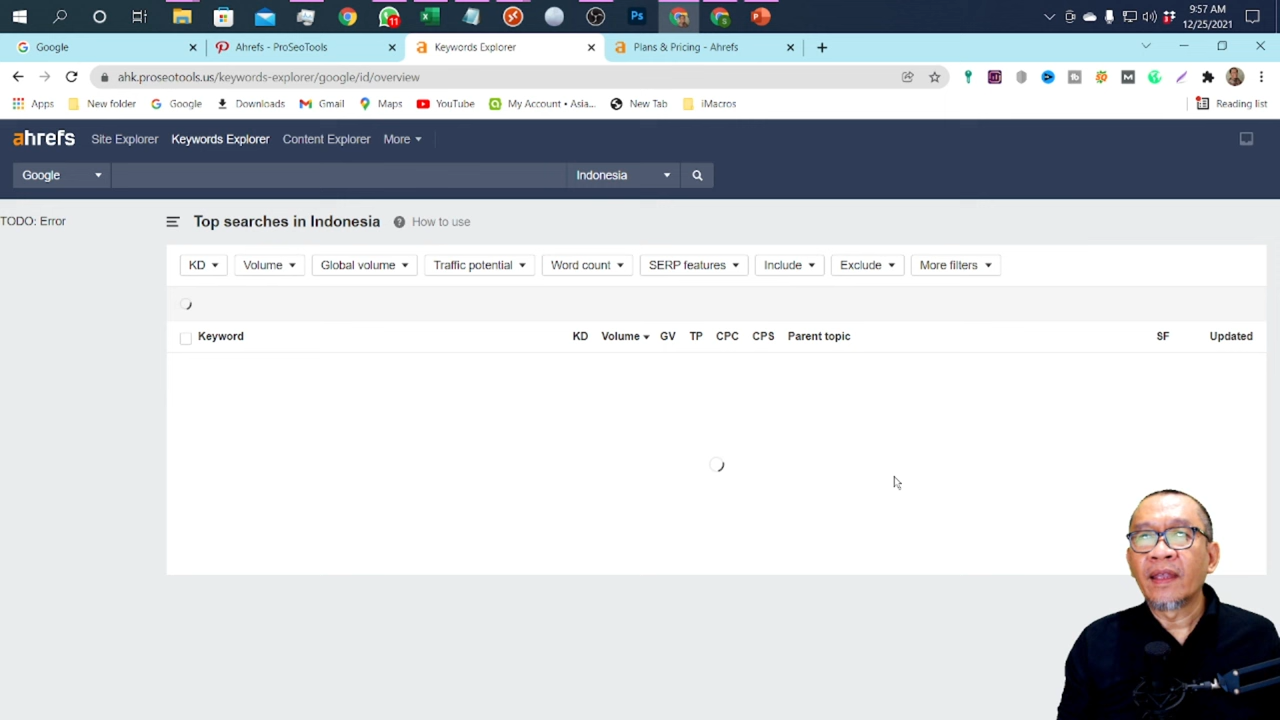 9:57 AM
12/25/2021
11
Ps
Google
Ahrefs - ProSeoTools
Keywords Explorer
Plans & Pricing - Ahrefs
ahk.proseotools.us/keywords-explorer/google/id/overview
Apps
New folder
Google
Downloads
Gmail
Maps
YouTube
My Account • Asia...
New Tab
iMacros
Reading list
ahrefs
Site Explorer
Keywords Explorer
Content Explorer
More
Google
Indonesia
TODO: Error
Top searches in Indonesia
? How to use
KD
Volume
Global volume
Traffic potential
Word count
SERP features
Include
Exclude
More filters
Keyword
KD
Volume
GV
TP
CPC
CPS
Parent topic
SF
Updated